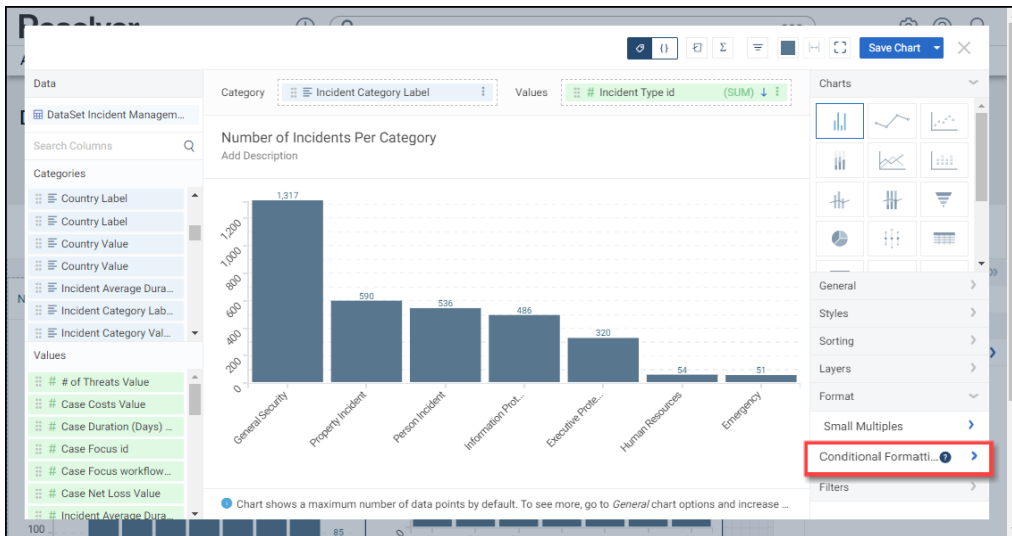 Resolver
Save Chart
Data
DataSet Incident Managem...
Search Columns
Categories
Country Label
Country Label
Country Value
Country Value
Incident Average Dura...
Incident Category Lab...
Incident Category Val...
Values
# # of Threats Value
# Case Costs Value
# Case Duration (Days) ...
# Case Focus id
# Case Focus workflow...
# Case Net Loss Value
# Incident Average Dura...
Category
Incident Category Label
Values
# Incident Type id (SUM)
Number of Incidents Per Category
Add Description
1,317
590
536
486
320
54
51
1,200
1,000
800
600
400
200
0
General Security
Property Incident
Person Incident
Information Prot...
Executive Prote...
Human Resources
Emergency
Chart shows a maximum number of data points by default. To see more, go to General chart options and increase ...
Charts
General
Styles
Sorting
Layers
Format
Small Multiples
Conditional Formatti...
Filters
100
85
0